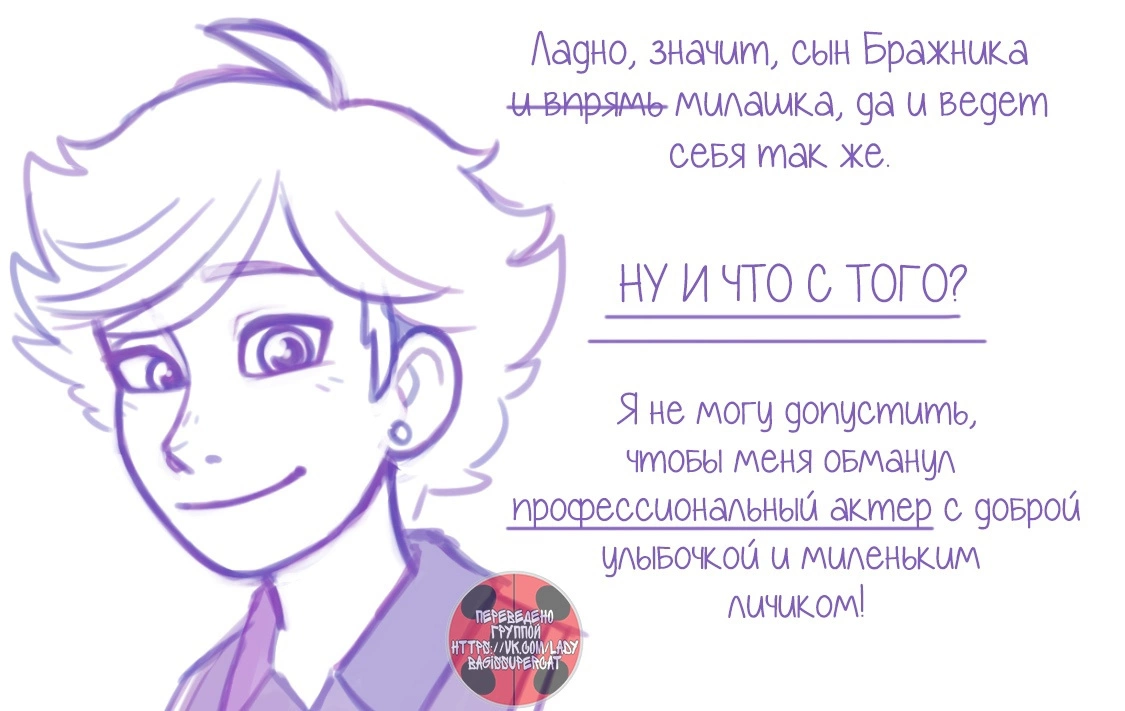 Ладно, значит, сын Бражника
и впрямь милашка, да и ведет
себя так же.
НУ И ЧТО С ТОГО?
Я не могу допустить,
чтобы меня обманул
профессиональный актер с доброй
улыбочкой и миленьким
личиком!
ПЕРЕВЕДЕНО
ГРУППОЙ
HTTPS://VK.COM/LADY
BAGISSUPERCAT